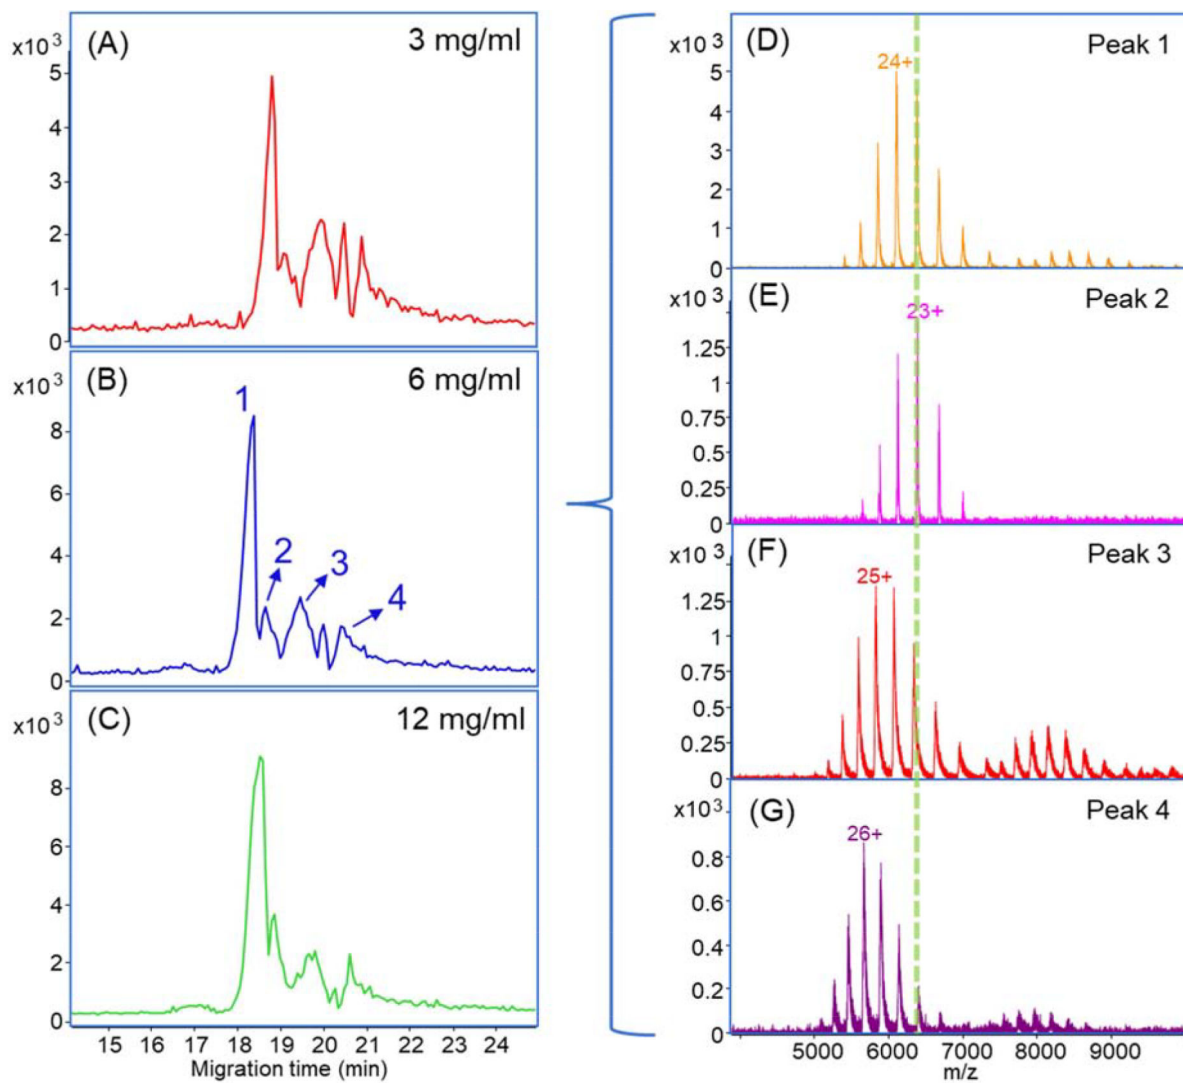 x10³
(A)
3 mg/ml
5
4
3
2
1
0
x10³
(B)
6 mg/ml
1
2
3
4
8
6
4
2
0
x10³
(C)
12 mg/ml
8
6
4
2
0
15 16 17 18 19 20 21 22 23 24
Migration time (min)
x10³
(D)
24+
Peak 1
5
4
3
2
1
0
x10³
(E)
23+
Peak 2
1.25
1
0.75
0.5
0.25
0
x10³
(F)
25+
Peak 3
1.25
1
0.75
0.5
0.25
0
x10³
(G)
26+
Peak 4
0.8
0.6
0.4
0.2
0
5000 6000 7000 8000 9000
m/z